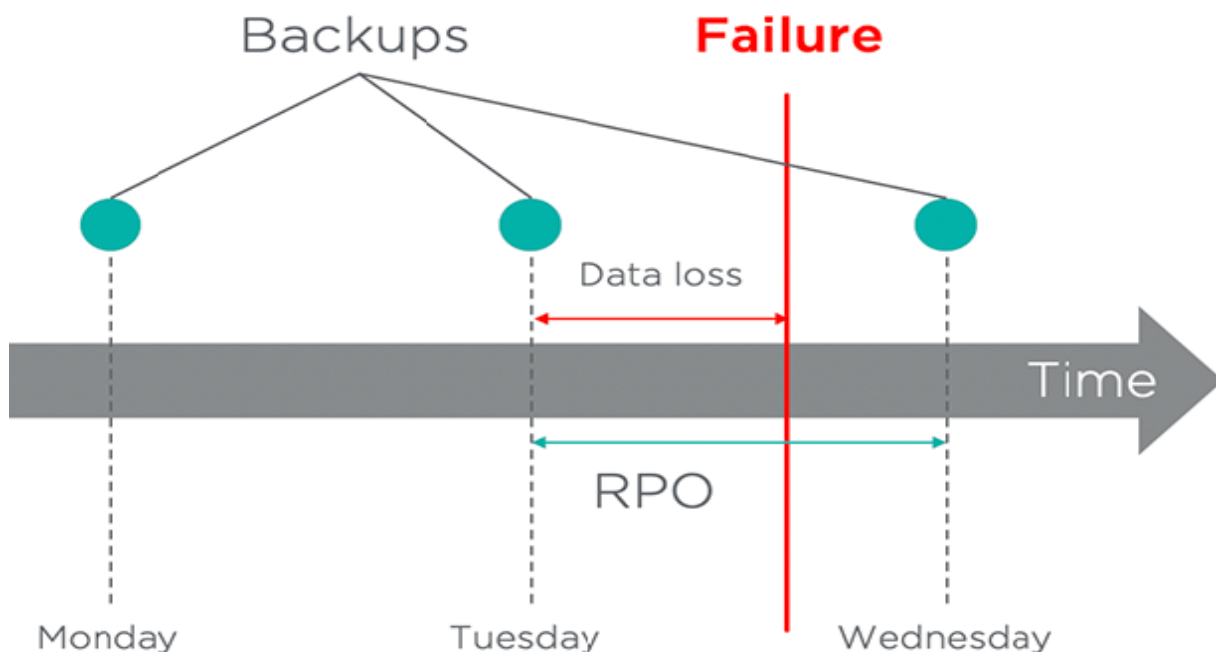 Backups
Failure
Data loss
Time
RPO
Monday
Tuesday
Wednesday